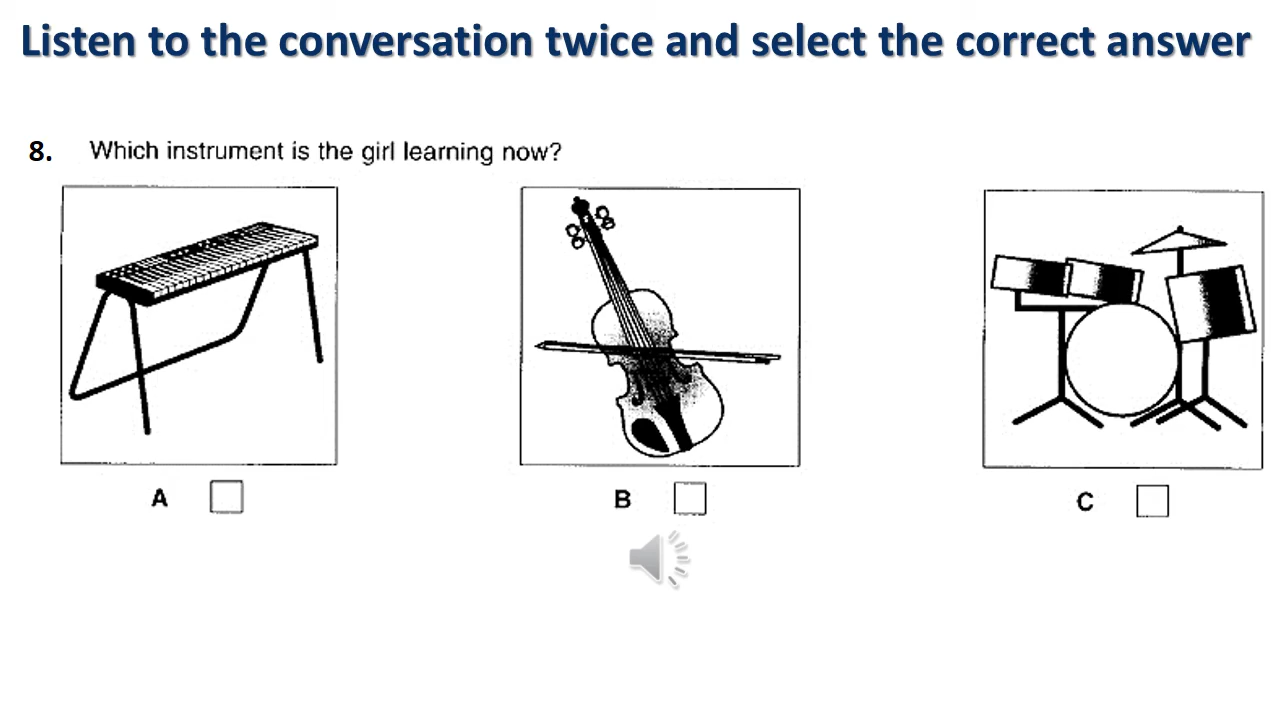 Listen to the conversation twice and select the correct answer
8. Which instrument is the girl learning now?
A
B
C